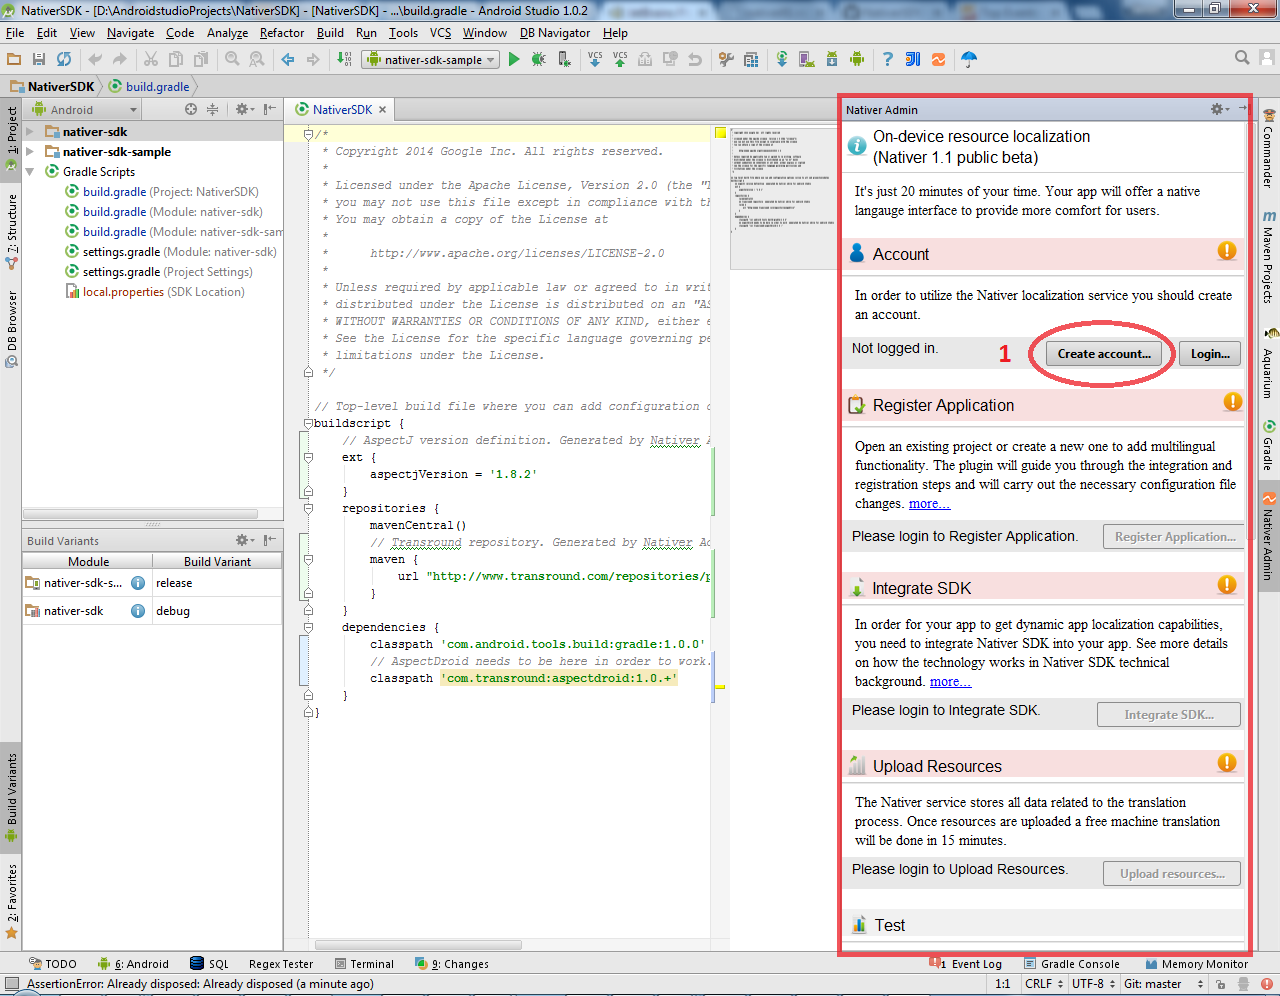 NativerSDK - [D:\AndroidstudioProjects\NativerSDK] - [NativerSDK] - ...\build.gradle - Android Studio 1.0.2
File Edit View Navigate Code Analyze Refactor Build Run Tools VCS Window DB Navigator Help
nativer-sdk-sample
NativerSDK build.gradle
1: Project
7: Structure
DB Browser
Build Variants
2: Favorites
Android
nativer-sdk
nativer-sdk-sample
Gradle Scripts
build.gradle (Project: NativerSDK)
build.gradle (Module: nativer-sdk)
build.gradle (Module: nativer-sdk-sam
settings.gradle (Module: nativer-sdk)
settings.gradle (Project Settings)
local.properties (SDK Location)
Build Variants
Module Build Variant
nativer-sdk-s... release
nativer-sdk debug
NativerSDK
/*
* Copyright 2014 Google Inc. All rights reserved.
*
* Licensed under the Apache License, Version 2.0 (the "
* you may not use this file except in compliance with th
* You may obtain a copy of the License at
*
* http://www.apache.org/licenses/LICENSE-2.0
*
* Unless required by applicable law or agreed to in writ
* distributed under the License is distributed on an "AS
* WITHOUT WARRANTIES OR CONDITIONS OF ANY KIND, either e
* See the License for the specific language governing pe
* limitations under the License.
*/
// Top-level build file where you can add configuration o
buildscript {
// AspectJ version definition. Generated by Nativer A
ext {
aspectjVersion = '1.8.2'
}
repositories {
mavenCentral()
// Transround repository. Generated by Nativer Ad
maven {
url "http://www.transround.com/repositories/p
}
}
dependencies {
classpath 'com.android.tools.build:gradle:1.0.0'
// AspectDroid needs to be here in order to work.
classpath 'com.transround:aspectdroid:1.0.+'
}
}
Nativer Admin
On-device resource localization
(Nativer 1.1 public beta)
It's just 20 minutes of your time. Your app will offer a native
langauge interface to provide more comfort for users.
Account
In order to utilize the Nativer localization service you should create
an account.
Not logged in. 1 Create account... Login...
Register Application
Open an existing project or create a new one to add multilingual
functionality. The plugin will guide you through the integration and
registration steps and will carry out the necessary configuration file
changes. more...
Please login to Register Application. Register Application...
Integrate SDK
In order for your app to get dynamic app localization capabilities,
you need to integrate Nativer SDK into your app. See more details
on how the technology works in Nativer SDK technical
background. more...
Please login to Integrate SDK. Integrate SDK...
Upload Resources
The Nativer service stores all data related to the translation
process. Once resources are uploaded a free machine translation
will be done in 15 minutes.
Please login to Upload Resources. Upload resources...
Test
Commander
Maven Projects
Aquarium
Gradle
Nativer Admin
TODO 6: Android SQL Regex Tester Terminal 9: Changes 1 Event Log Gradle Console Memory Monitor
AssertionError: Already disposed: Already disposed (a minute ago) 1:1 CRLF UTF-8 Git: master